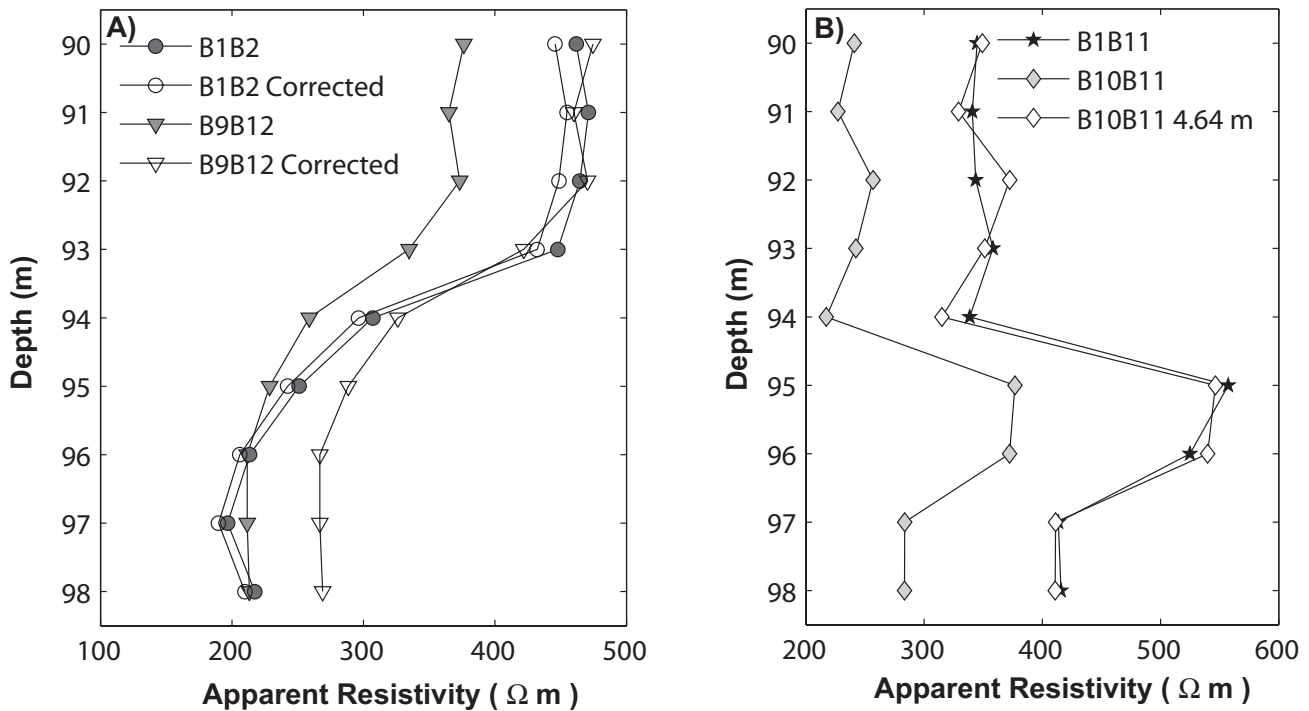 A)
B1B2
B1B2 Corrected
B9B12
B9B12 Corrected
90
91
92
93
94
95
96
97
98
Depth (m)
100
200
300
400
500
Apparent Resistivity ( Ω m )
B)
B1B11
B10B11
B10B11 4.64 m
90
91
92
93
94
95
96
97
98
Depth (m)
200
300
400
500
600
Apparent Resistivity ( Ω m )